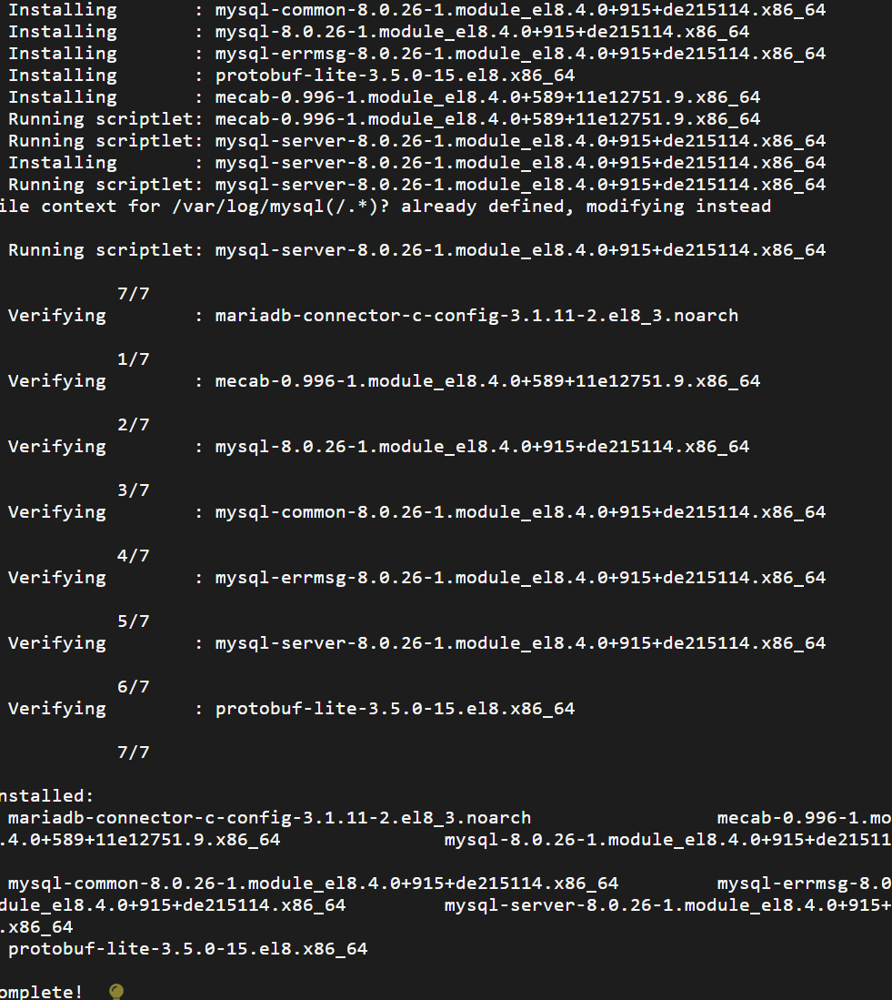 Installing       : mysql-common-8.0.26-1.module_el8.4.0+915+de215114.x86_64
Installing       : mysql-8.0.26-1.module_el8.4.0+915+de215114.x86_64
Installing       : mysql-errmsg-8.0.26-1.module_el8.4.0+915+de215114.x86_64
Installing       : protobuf-lite-3.5.0-15.el8.x86_64
Installing       : mecab-0.996-1.module_el8.4.0+589+11e12751.9.x86_64
Running scriptlet: mecab-0.996-1.module_el8.4.0+589+11e12751.9.x86_64
Running scriptlet: mysql-server-8.0.26-1.module_el8.4.0+915+de215114.x86_64
Installing       : mysql-server-8.0.26-1.module_el8.4.0+915+de215114.x86_64
Running scriptlet: mysql-server-8.0.26-1.module_el8.4.0+915+de215114.x86_64
ile context for /var/log/mysql(/.*)? already defined, modifying instead
Running scriptlet: mysql-server-8.0.26-1.module_el8.4.0+915+de215114.x86_64
7/7
Verifying        : mariadb-connector-c-config-3.1.11-2.el8_3.noarch
1/7
Verifying        : mecab-0.996-1.module_el8.4.0+589+11e12751.9.x86_64
2/7
Verifying        : mysql-8.0.26-1.module_el8.4.0+915+de215114.x86_64
3/7
Verifying        : mysql-common-8.0.26-1.module_el8.4.0+915+de215114.x86_64
4/7
Verifying        : mysql-errmsg-8.0.26-1.module_el8.4.0+915+de215114.x86_64
5/7
Verifying        : mysql-server-8.0.26-1.module_el8.4.0+915+de215114.x86_64
6/7
Verifying        : protobuf-lite-3.5.0-15.el8.x86_64
7/7
nstalled:
mariadb-connector-c-config-3.1.11-2.el8_3.noarch                 mecab-0.996-1.mo
.4.0+589+11e12751.9.x86_64               mysql-8.0.26-1.module_el8.4.0+915+de21511
mysql-common-8.0.26-1.module_el8.4.0+915+de215114.x86_64         mysql-errmsg-8.0
dule_el8.4.0+915+de215114.x86_64         mysql-server-8.0.26-1.module_el8.4.0+915+
.x86_64
protobuf-lite-3.5.0-15.el8.x86_64
omplete!